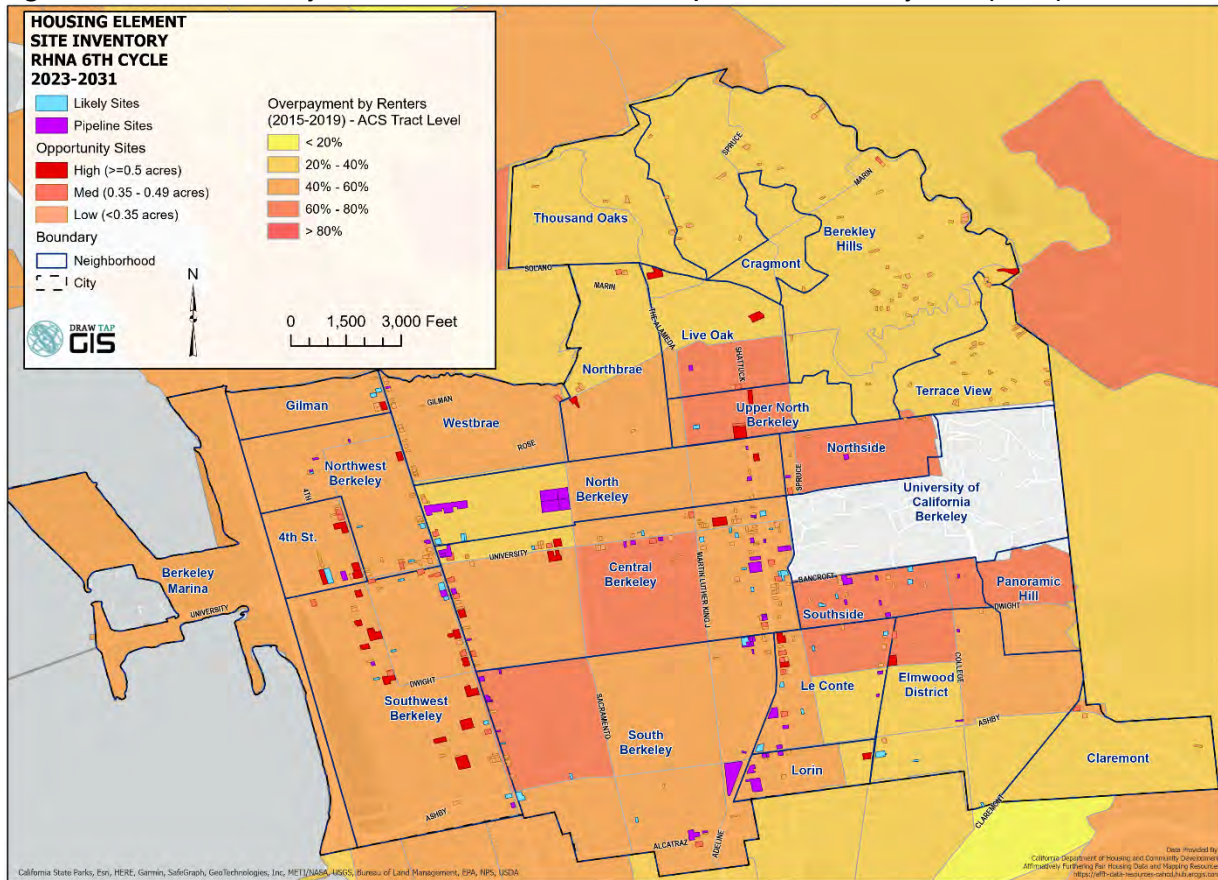 HOUSING ELEMENT
SITE INVENTORY
RHNA 6TH CYCLE
2023-2031
Likely Sites
Pipeline Sites
Opportunity Sites
High (>=0.5 acres)
Med (0.35 - 0.49 acres)
Low (<0.35 acres)
Boundary
Neighborhood
City
Overpayment by Renters
(2015-2019) - ACS Tract Level
< 20%
20% - 40%
40% - 60%
60% - 80%
> 80%
N
0 1,500 3,000 Feet
DRAW TAP
GIS
SPRUCE
MARIN
Thousand Oaks
Berekley
Hills
Cragmont
SOLANO
MARIN
THE ALAMEDA
Live Oak
SHATTUCK
Northbrae
Terrace View
Gilman
GILMAN
Westbrae
ROSE
Upper North
Berkeley
Northside
SPRUCE
Northwest
Berkeley
North
Berkeley
University of
California
Berkeley
4TH
4th St.
UNIVERSITY
Central
Berkeley
MARTIN LUTHER KING J
Berkeley
Marina
UNIVERSITY
BANCROFT
Panoramic
Hill
DWIGHT
Southside
DWIGHT
Southwest
Berkeley
SACRAMENTO
South
Berkeley
Le Conte
Elmwood
District
COLLEGE
ASHBY
Lorin
Claremont
CLAREMONT
ASHBY
ALCATRAZ
ADELINE
California State Parks, Esri, HERE, Garmin, SafeGraph, GeoTechnologies, Inc, METI/NASA, USGS, Bureau of Land Management, EPA, NPS, USDA
Data Provided By:
California Department of Housing and Community Development
Affirmatively Furthering Fair Housing Data and Mapping Resources